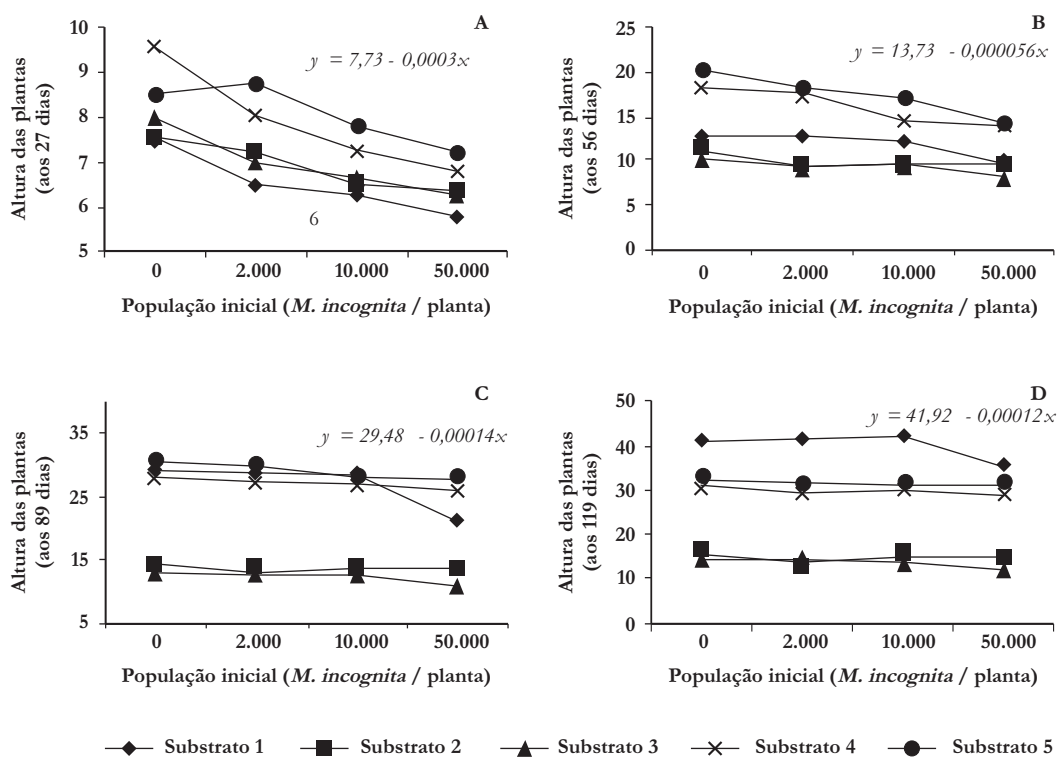 A
Altura das plantas
(aos 27 dias)
10
9
8
7
6
5
y = 7,73 - 0,0003x
6
0 2.000 10.000 50.000
População inicial (M. incognita / planta)
B
Altura das plantas
(aos 56 dias)
25
20
15
10
5
0
y = 13,73 - 0,000056x
0 2.000 10.000 50.000
População inicial (M. incognita / planta)
C
Altura das plantas
(aos 89 dias)
35
25
15
5
y = 29,48 - 0,00014x
0 2.000 10.000 50.000
População inicial (M. incognita / planta)
D
Altura das plantas
(aos 119 dias)
50
40
30
20
10
0
y = 41,92 - 0,00012x
0 2.000 10.000 50.000
População inicial (M. incognita / planta)
Substrato 1 Substrato 2 Substrato 3 Substrato 4 Substrato 5